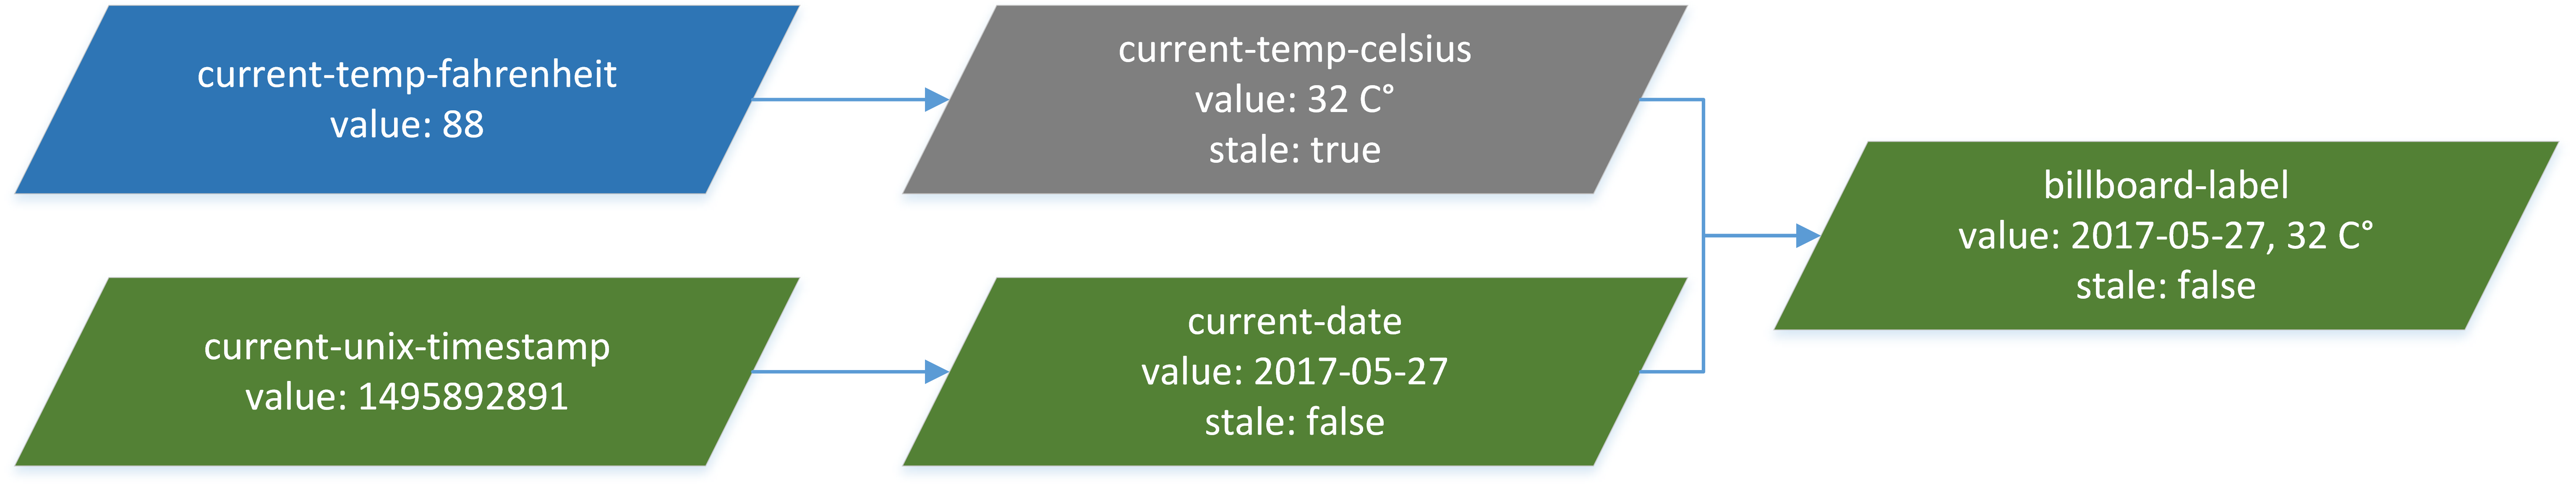 current-temp-fahrenheit
value: 88
current-temp-celsius
value: 32 C°
stale: true
current-unix-timestamp
value: 1495892891
current-date
value: 2017-05-27
stale: false
billboard-label
value: 2017-05-27, 32 C°
stale: false